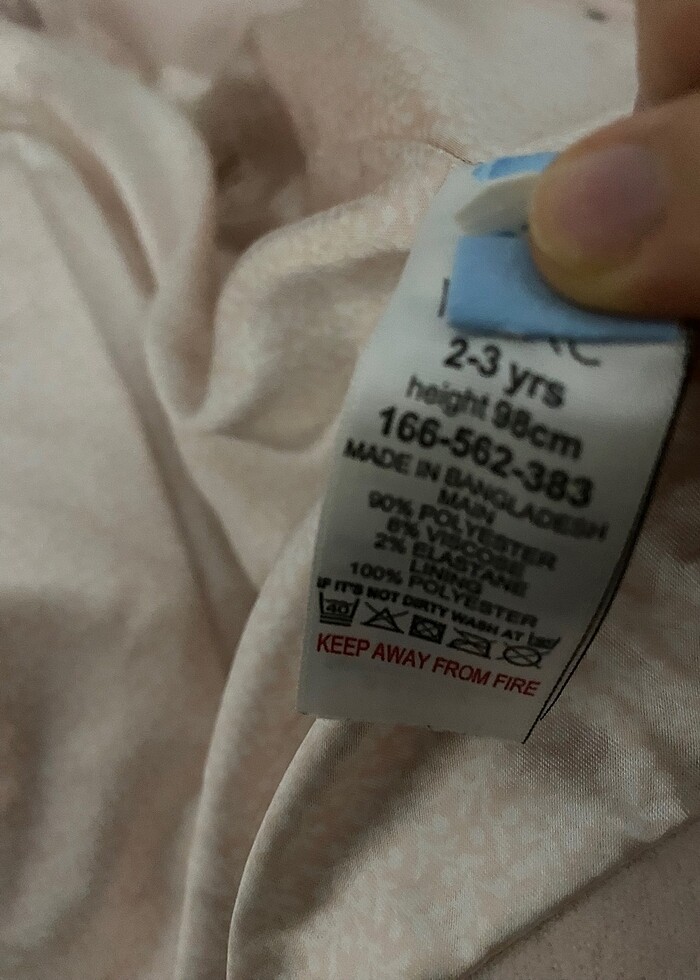 2-3 yrs
height 98cm
166-562-383
MADE IN BANGLADESH
MAIN
90% POLYESTER
8% VISCOSE
2% ELASTANE
LINING
100% POLYESTER
IF IT'S NOT DIRTY WASH AT 30°
40
KEEP AWAY FROM FIRE